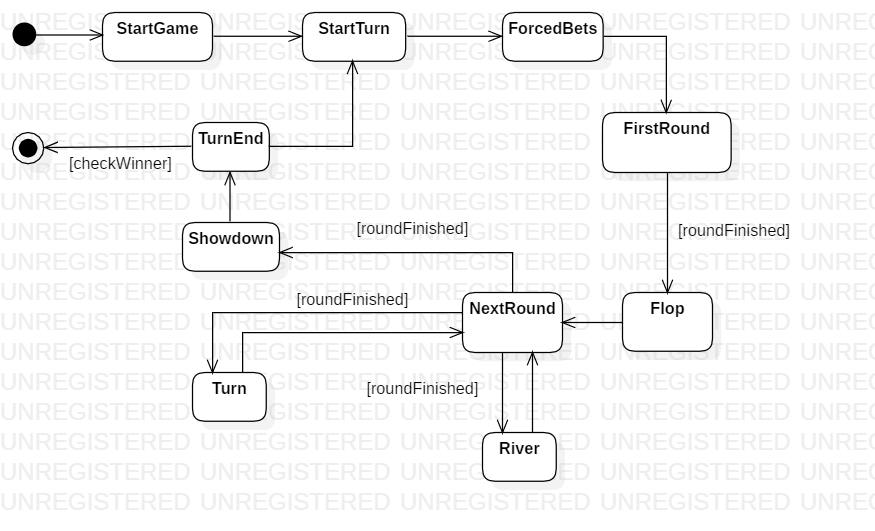 StartGame
StartTurn
ForcedBets
FirstRound
TurnEnd
[checkWinner]
Showdown
[roundFinished]
[roundFinished]
[roundFinished]
NextRound
Flop
Turn
[roundFinished]
River
UNREGISTERED